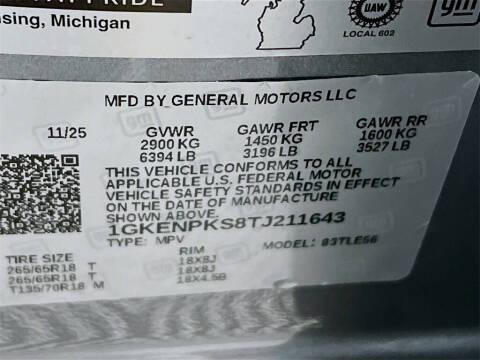 PRIDE
sing, Michigan
UAW
LOCAL 602
gm
MFD BY GENERAL MOTORS LLC
11/25 GVWR GAWR FRT GAWR RR
2900 KG 1450 KG 1600 KG
6394 LB 3196 LB 3527 LB
THIS VEHICLE CONFORMS TO ALL
APPLICABLE U.S. FEDERAL MOTOR
VEHICLE SAFETY STANDARDS IN EFFECT
ON THE DATE OF MANUFACTURE
1GKENPKS8TJ211643
TYPE: MPV MODEL: 83TLE56
TIRE SIZE RIM
265/65R18 T 18X8J
265/65R18 T 18X8J
T135/70R18 M 18X4.5B